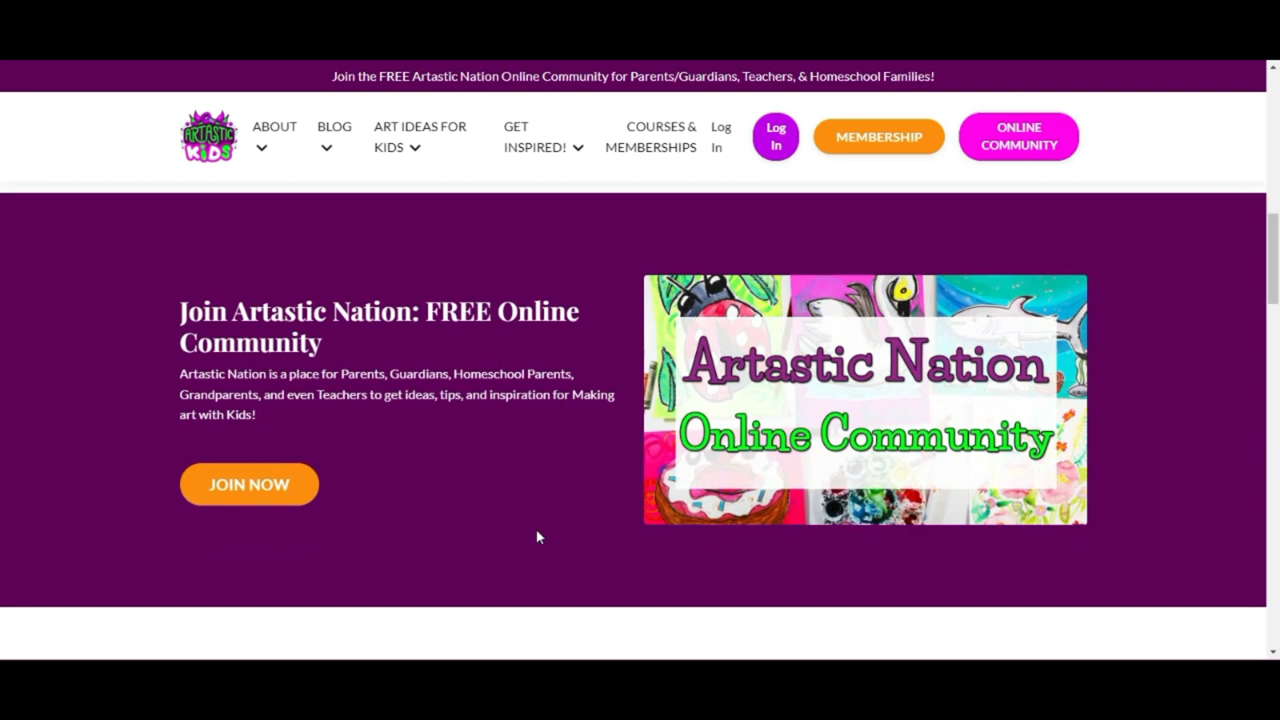 Join the FREE Artastic Nation Online Community for Parents/Guardians, Teachers, & Homeschool Families!
ARTASTIC
KIDS
ABOUT
BLOG
ART IDEAS FOR
KIDS
GET
INSPIRED!
COURSES &
MEMBERSHIPS
Log
In
Log
In
MEMBERSHIP
ONLINE
COMMUNITY
Join Artastic Nation: FREE Online
Community
Artastic Nation is a place for Parents, Guardians, Homeschool Parents,
Grandparents, and even Teachers to get ideas, tips, and inspiration for Making
art with Kids!
JOIN NOW
Artastic Nation
Online Community